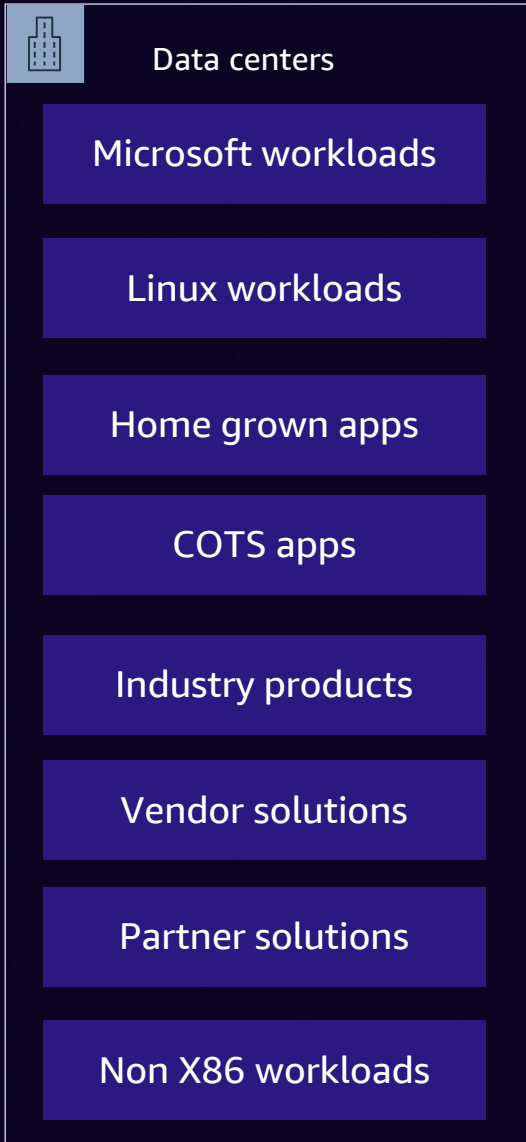 Data centers
Microsoft workloads
Linux workloads
Home grown apps
COTS apps
Industry products
Vendor solutions
Partner solutions
Non X86 workloads